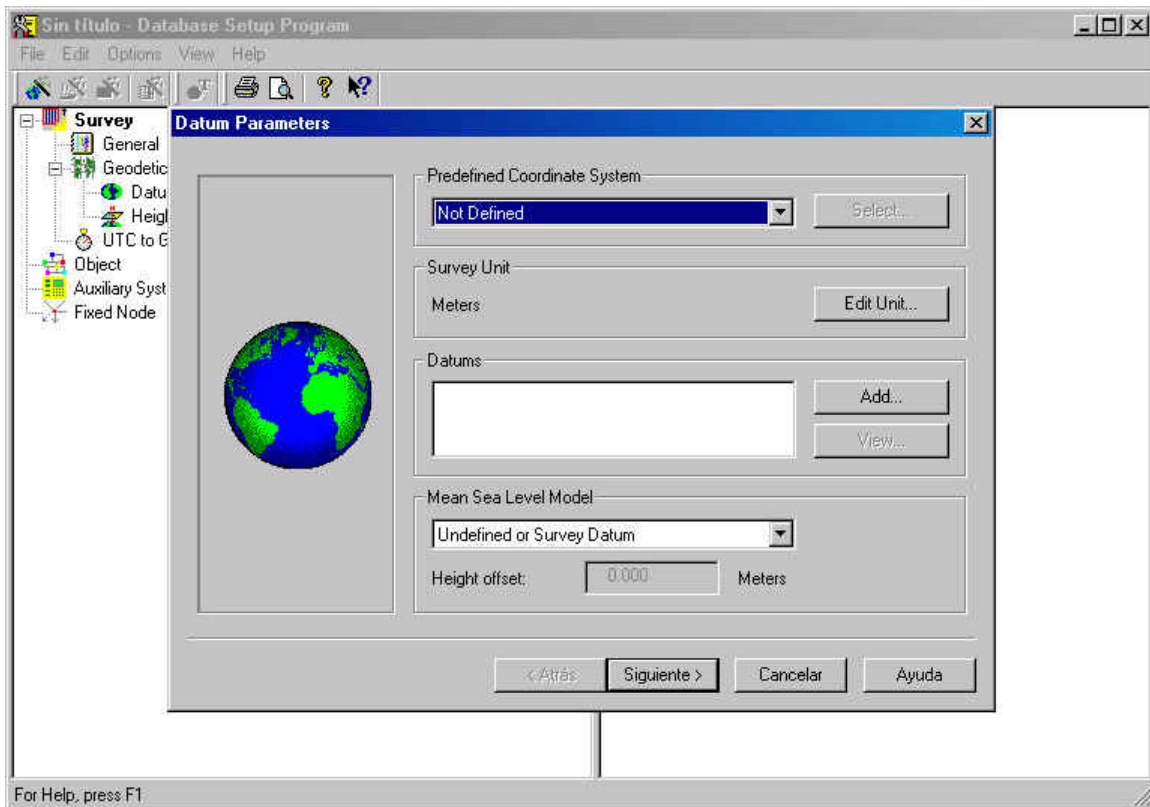 Sin título - Database Setup Program
File Edit Options View Help
Survey
General
Geodetic
Datu
Heigh
UTC to G
Object
Auxiliary Syst
Fixed Node
Datum Parameters
Predefined Coordinate System
Not Defined
Select...
Survey Unit
Meters
Edit Unit...
Datums
Add...
View...
Mean Sea Level Model
Undefined or Survey Datum
Height offset: 0.000 Meters
< Atrás Siguiente > Cancelar Ayuda
For Help, press F1